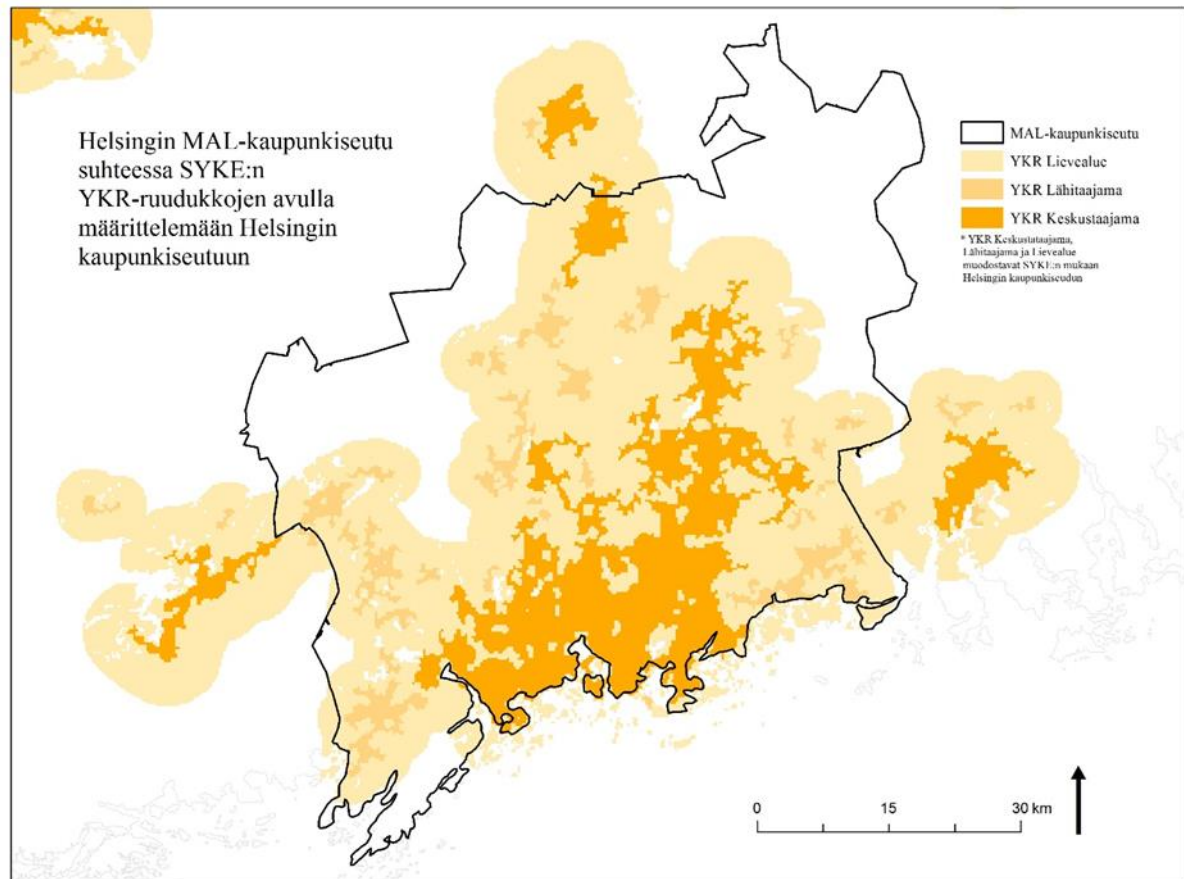 Helsingin MAL-kaupunkiseutu
suhteessa SYKE:n
YKR-ruudukkojen avulla
määrittelemään Helsingin
kaupunkiseutuun
MAL-kaupunkiseutu
YKR Lievealue
YKR Lähitaajama
YKR Keskustaajama
* YKR Keskustataajama,
Lähitaajama ja Lievealue
muodostavat SYKE:n mukaan
Helsingin kaupunkiseudun
0 15 30 km